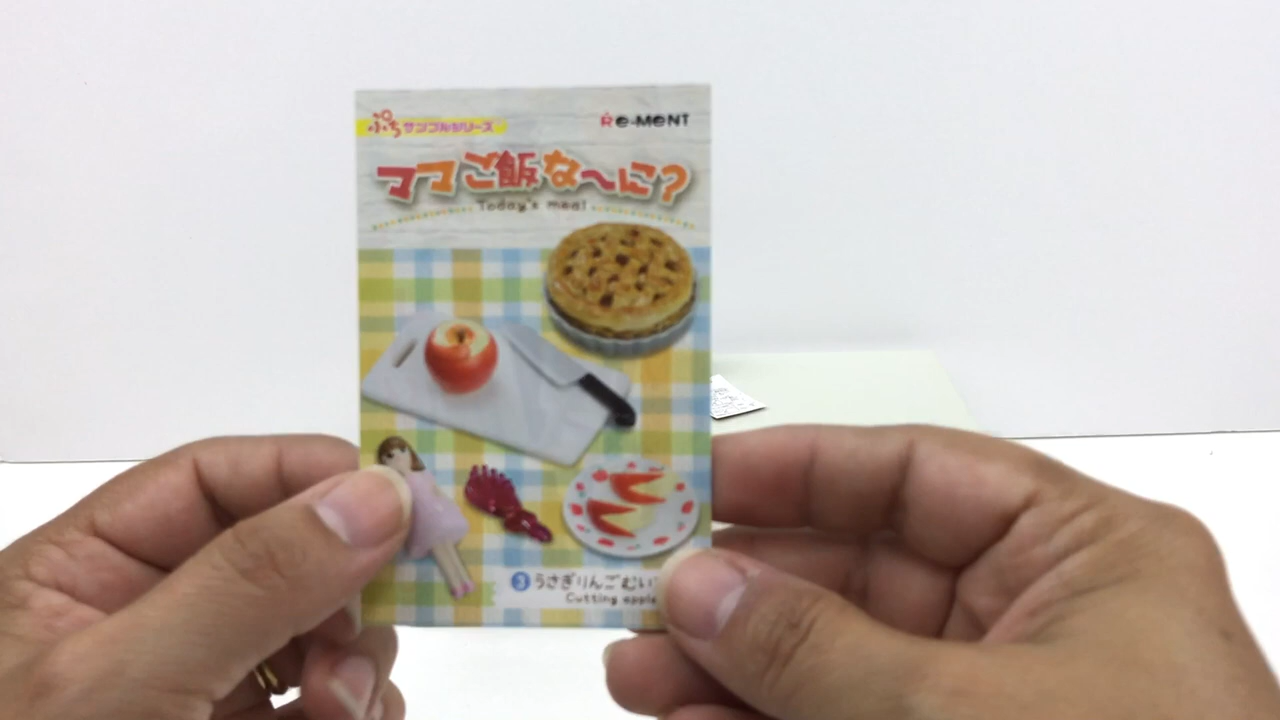 ぷちサンプルシリーズ
Re-MeNT
ママご飯な〜に?
Today's meal
3 うさぎりんごむい
Cutting apple